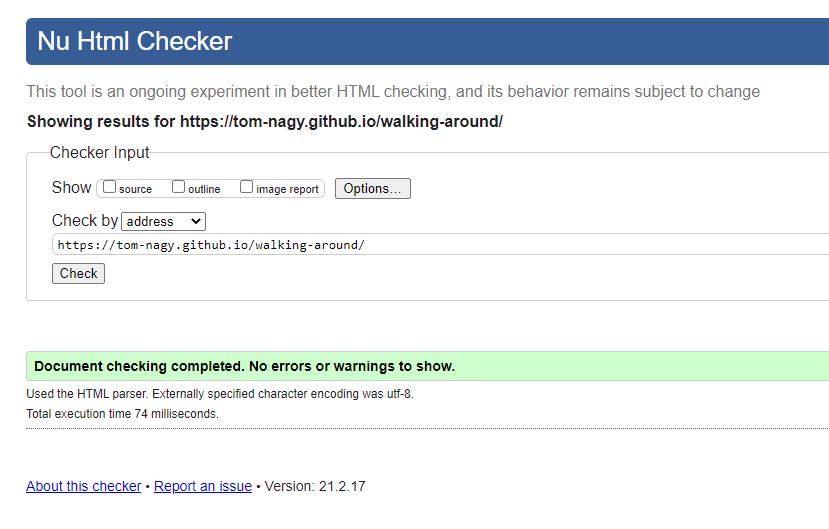 Nu Html Checker
This tool is an ongoing experiment in better HTML checking, and its behavior remains subject to change
Showing results for https://tom-nagy.github.io/walking-around/
Checker Input
Show source outline image report Options...
Check by address
https://tom-nagy.github.io/walking-around/
Check
Document checking completed. No errors or warnings to show.
Used the HTML parser. Externally specified character encoding was utf-8.
Total execution time 74 milliseconds.
About this checker • Report an issue • Version: 21.2.17